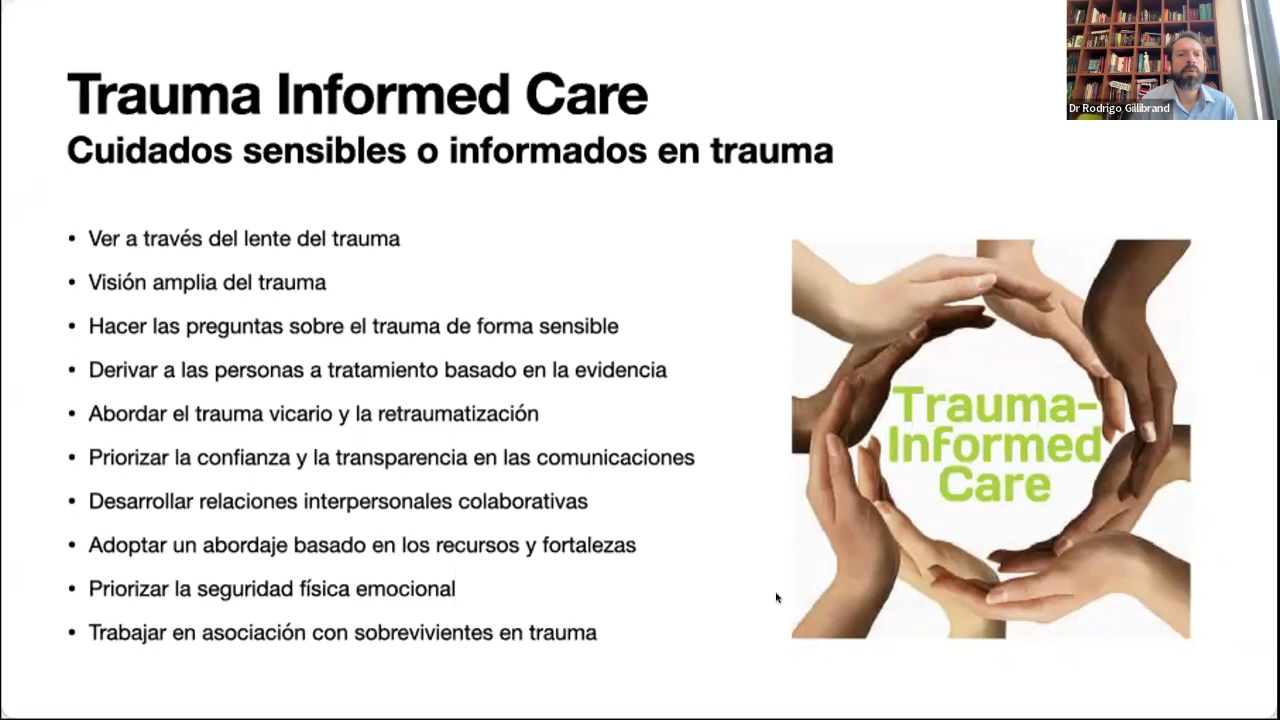 Trauma Informed Care
Cuidados sensibles o informados en trauma
• Ver a través del lente del trauma
• Visión amplia del trauma
• Hacer las preguntas sobre el trauma de forma sensible
• Derivar a las personas a tratamiento basado en la evidencia
• Abordar el trauma vicario y la retraumatización
• Priorizar la confianza y la transparencia en las comunicaciones
• Desarrollar relaciones interpersonales colaborativas
• Adoptar un abordaje basado en los recursos y fortalezas
• Priorizar la seguridad física emocional
• Trabajar en asociación con sobrevivientes en trauma
Trauma-
Informed
Care
Dr Rodrigo Gillibrand